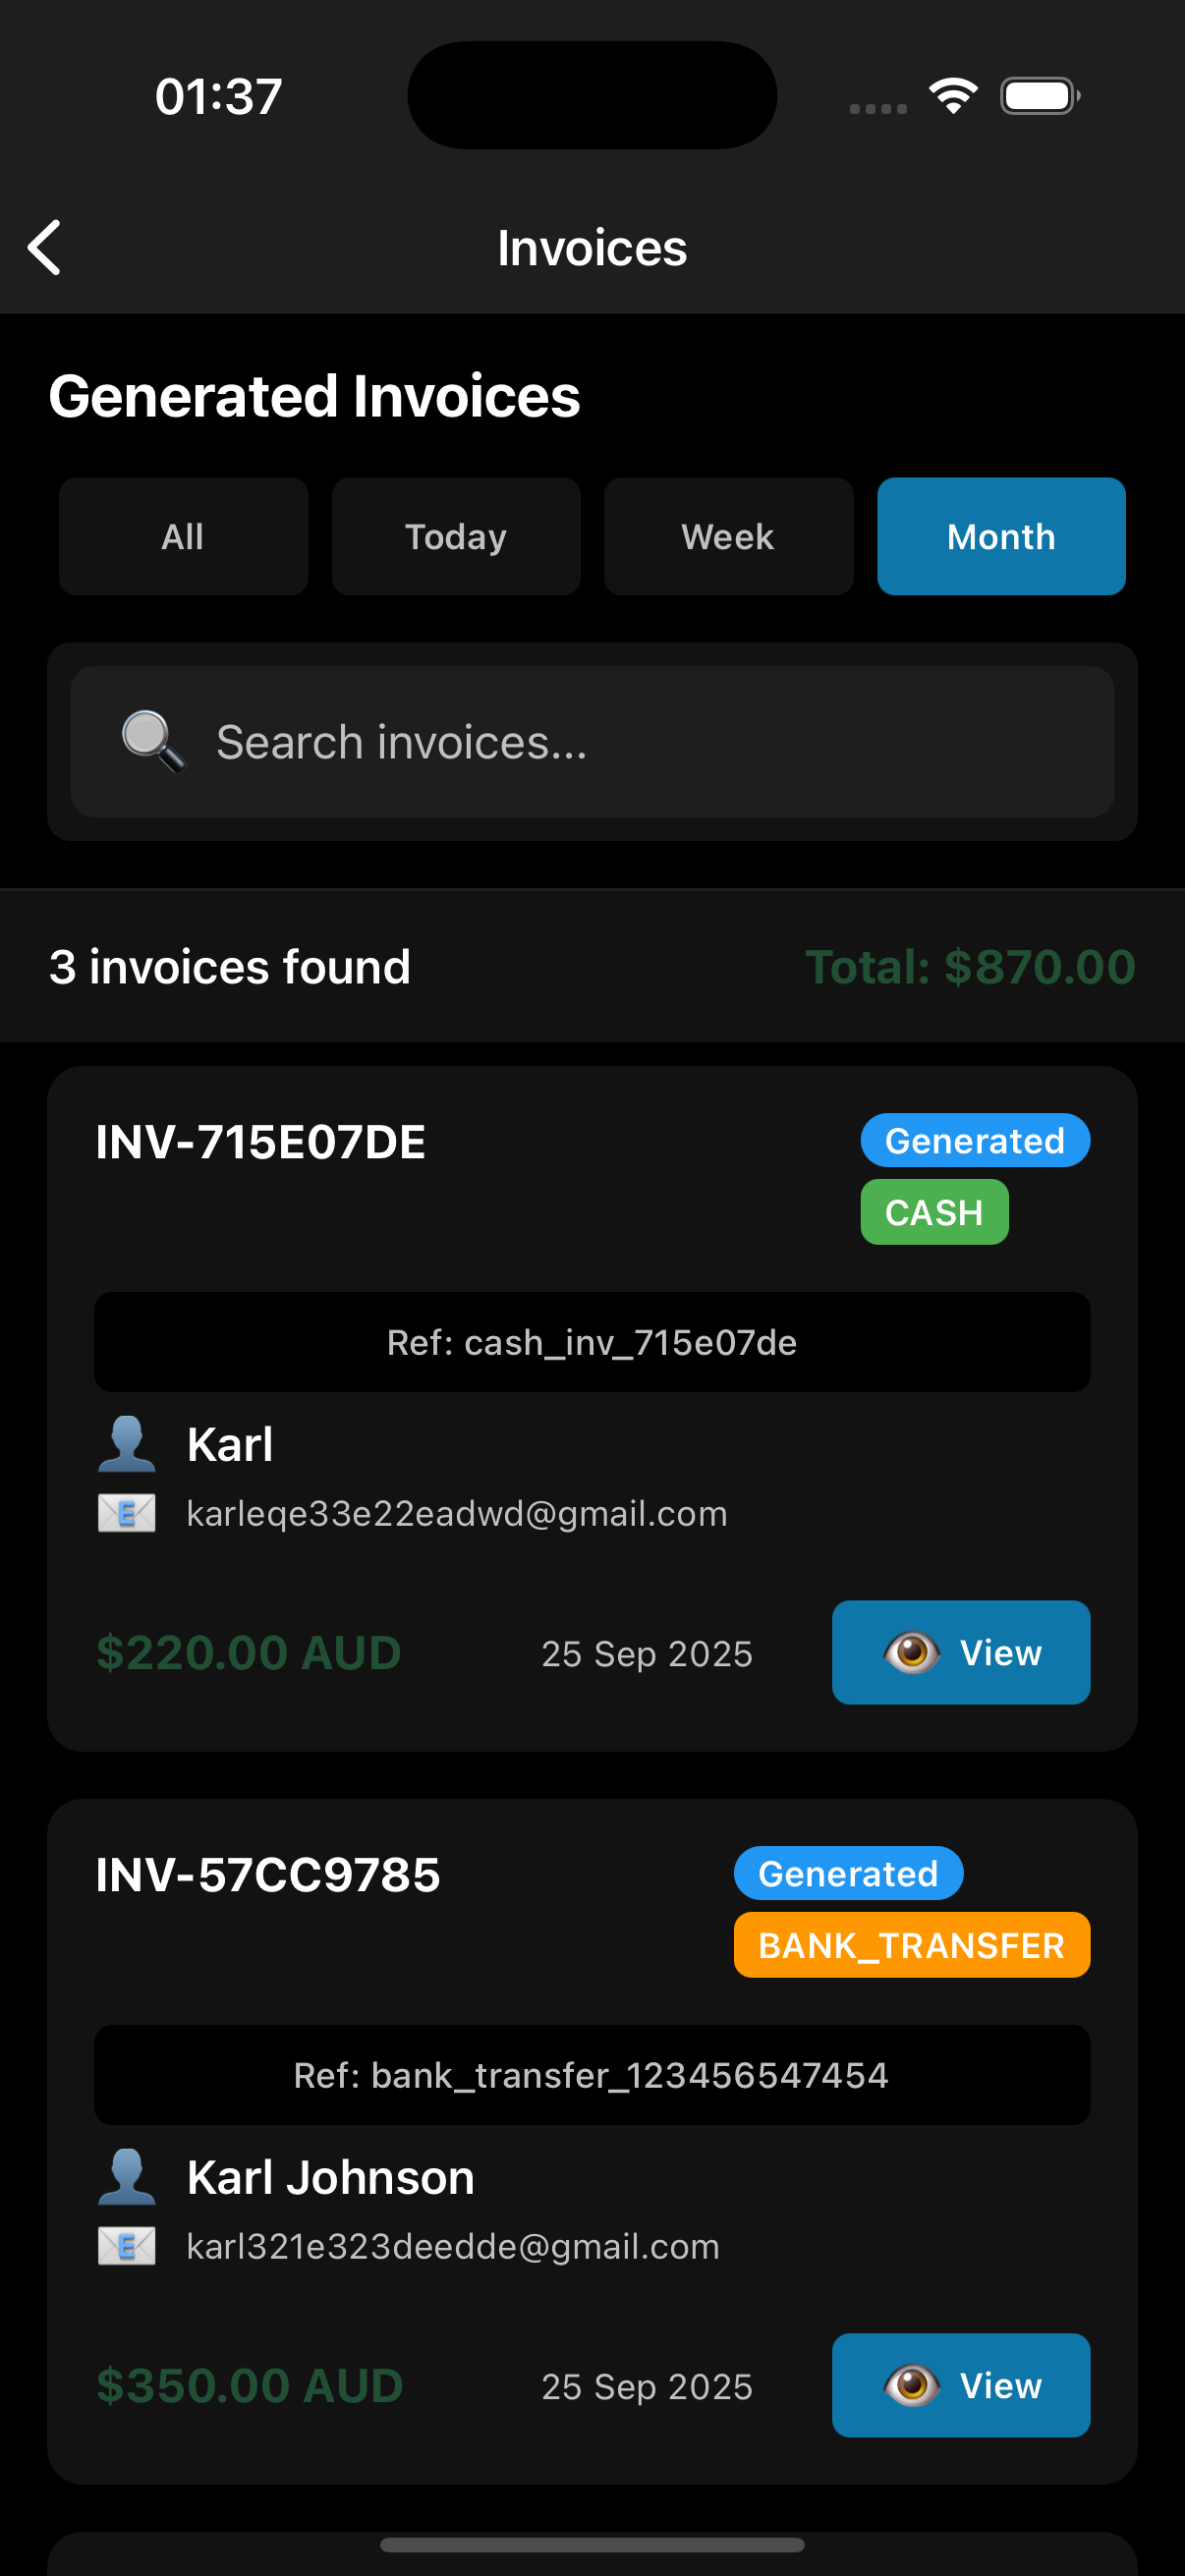 01:37
Invoices
Generated Invoices
All Today Week Month
Search invoices...
3 invoices found Total: $870.00
INV-715E07DE Generated
CASH
Ref: cash_inv_715e07de
Karl
karleqe33e22eadwd@gmail.com
$220.00 AUD 25 Sep 2025 View
INV-57CC9785 Generated
BANK_TRANSFER
Ref: bank_transfer_123456547454
Karl Johnson
karl321e323deedde@gmail.com
$350.00 AUD 25 Sep 2025 View